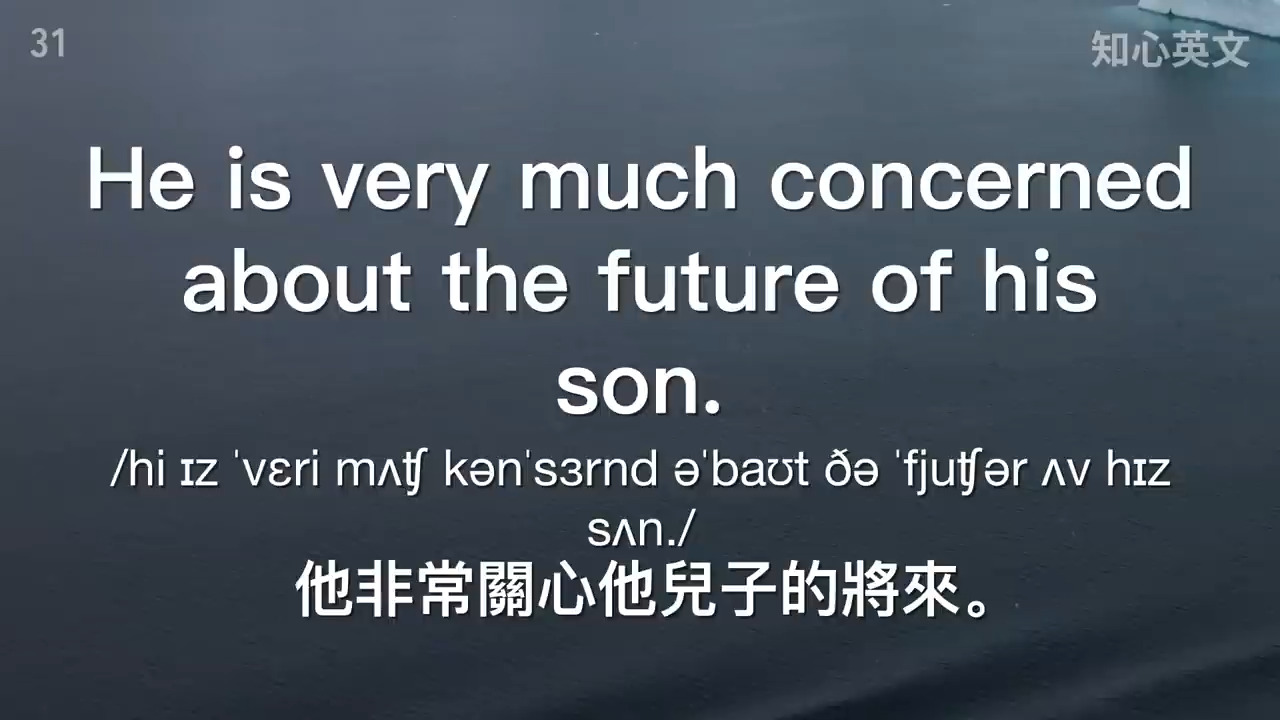 31
知心英文
He is very much concerned
about the future of his
son.
/hi ɪz ˈvɛri mʌʧ kənˈsɜrnd əˈbaʊt ðə ˈfjuʧər ʌv hɪz
sʌn./
他非常關心他兒子的將來。